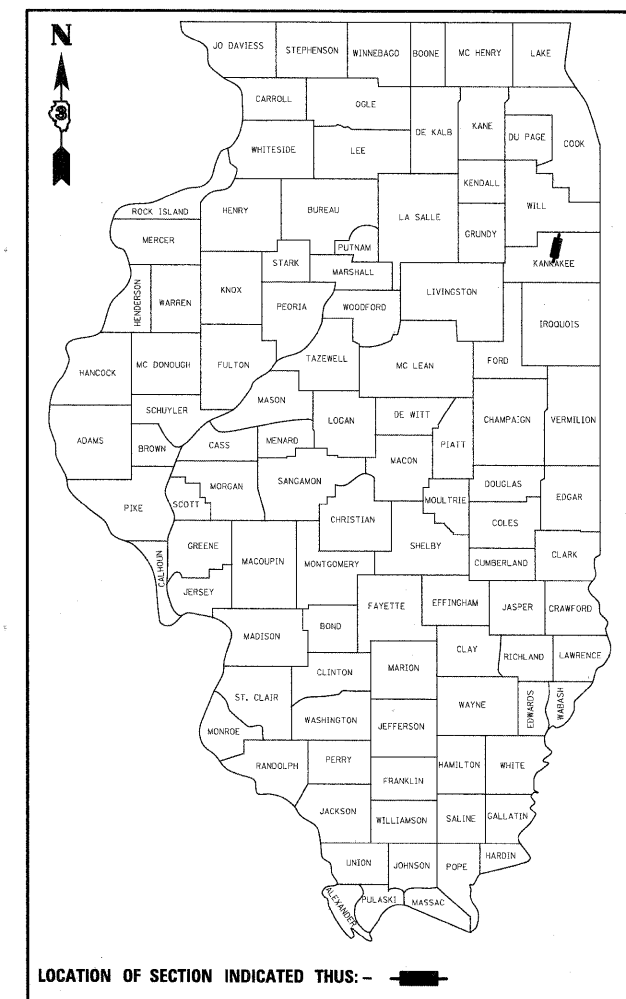 N
3
JO DAVIESS STEPHENSON WINNEBAGO BOONE MC HENRY LAKE
CARROLL OGLE DE KALB KANE DU PAGE COOK
WHITESIDE LEE
KENDALL
WILL
ROCK ISLAND HENRY BUREAU LA SALLE GRUNDY
MERCER PUTNAM KANKAKEE
STARK MARSHALL
HENDERSON WARREN KNOX PEORIA WOODFORD LIVINGSTON IROQUOIS
TAZEWELL MC LEAN FORD
HANCOCK MC DONOUGH FULTON
MASON
SCHUYLER LOGAN DE WITT CHAMPAIGN VERMILION
ADAMS BROWN CASS MENARD PIATT
MACON
MORGAN SANGAMON DOUGLAS
PIKE SCOTT CHRISTIAN MOULTRIE EDGAR
COLES
GREENE SHELBY
CALHOUN MACOUPIN MONTGOMERY CUMBERLAND CLARK
JERSEY
FAYETTE EFFINGHAM JASPER CRAWFORD
MADISON BOND
CLAY RICHLAND LAWRENCE
CLINTON MARION
ST. CLAIR WAYNE EDWARDS WABASH
WASHINGTON JEFFERSON
MONROE
RANDOLPH PERRY HAMILTON WHITE
FRANKLIN
JACKSON WILLIAMSON SALINE GALLATIN
UNION JOHNSON POPE HARDIN
ALEXANDER PULASKI MASSAC
LOCATION OF SECTION INDICATED THUS: -